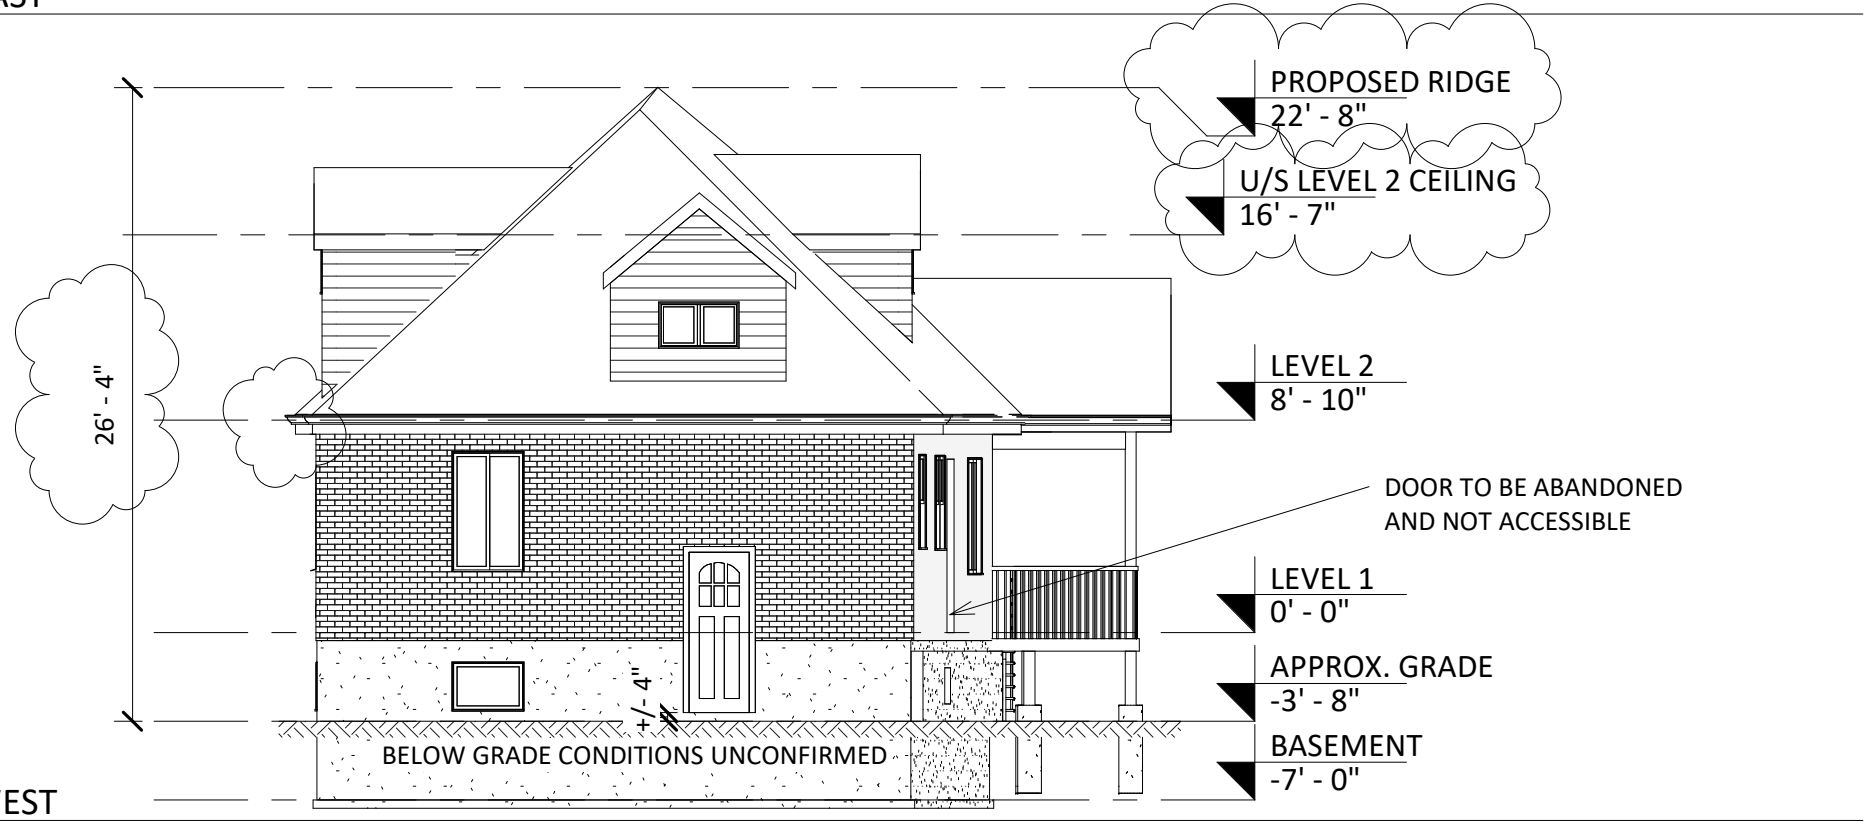 AST
PROPOSED RIDGE
22' - 8"
U/S LEVEL 2 CEILING
16' - 7"
LEVEL 2
8' - 10"
26' - 4"
DOOR TO BE ABANDONED
AND NOT ACCESSIBLE
LEVEL 1
0' - 0"
APPROX. GRADE
-3' - 8"
+/- 4"
BELOW GRADE CONDITIONS UNCONFIRMED
BASEMENT
-7' - 0"
EST